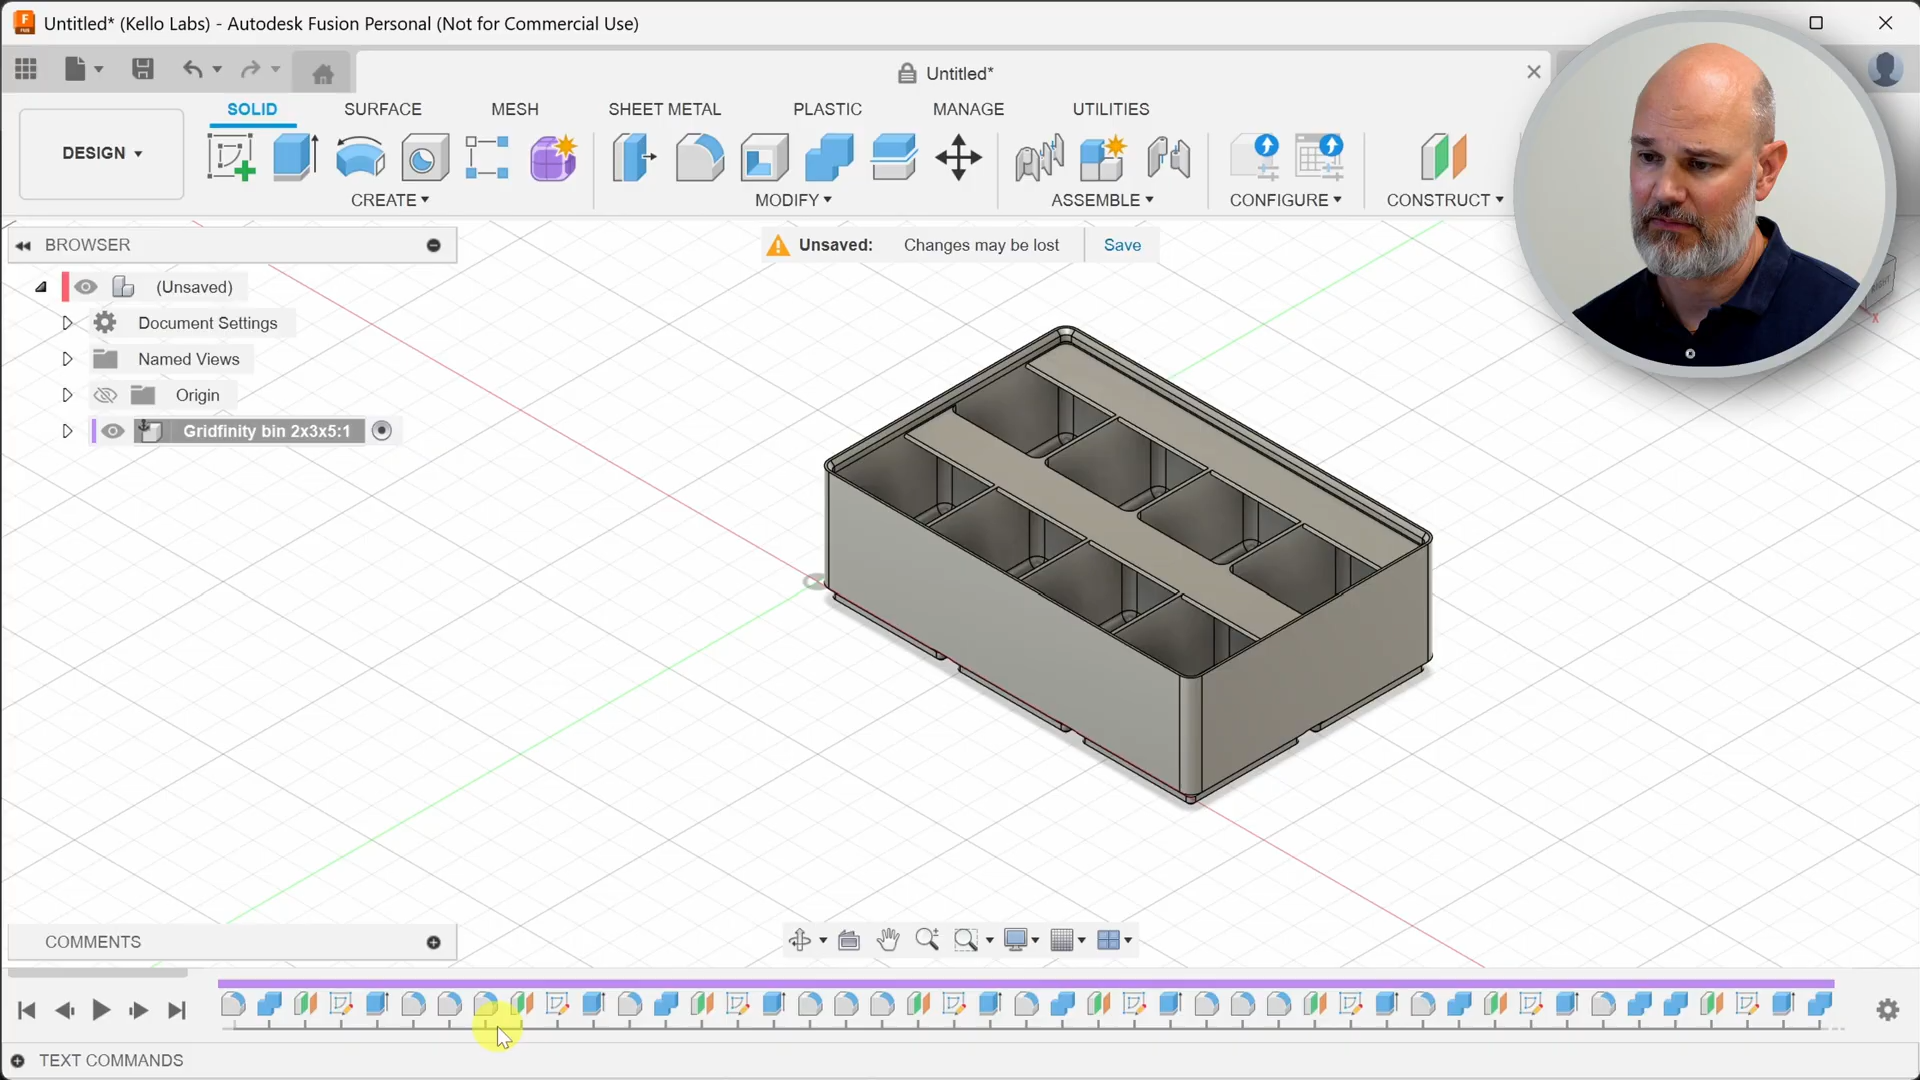 Untitled* (Kello Labs) - Autodesk Fusion Personal (Not for Commercial Use)
Untitled*
SOLID
SURFACE
MESH
SHEET METAL
PLASTIC
MANAGE
UTILITIES
DESIGN
CREATE
MODIFY
ASSEMBLE
CONFIGURE
CONSTRUCT
BROWSER
Unsaved: Changes may be lost Save
(Unsaved)
Document Settings
Named Views
Origin
Gridfinity bin 2x3x5:1
X
COMMENTS
TEXT COMMANDS